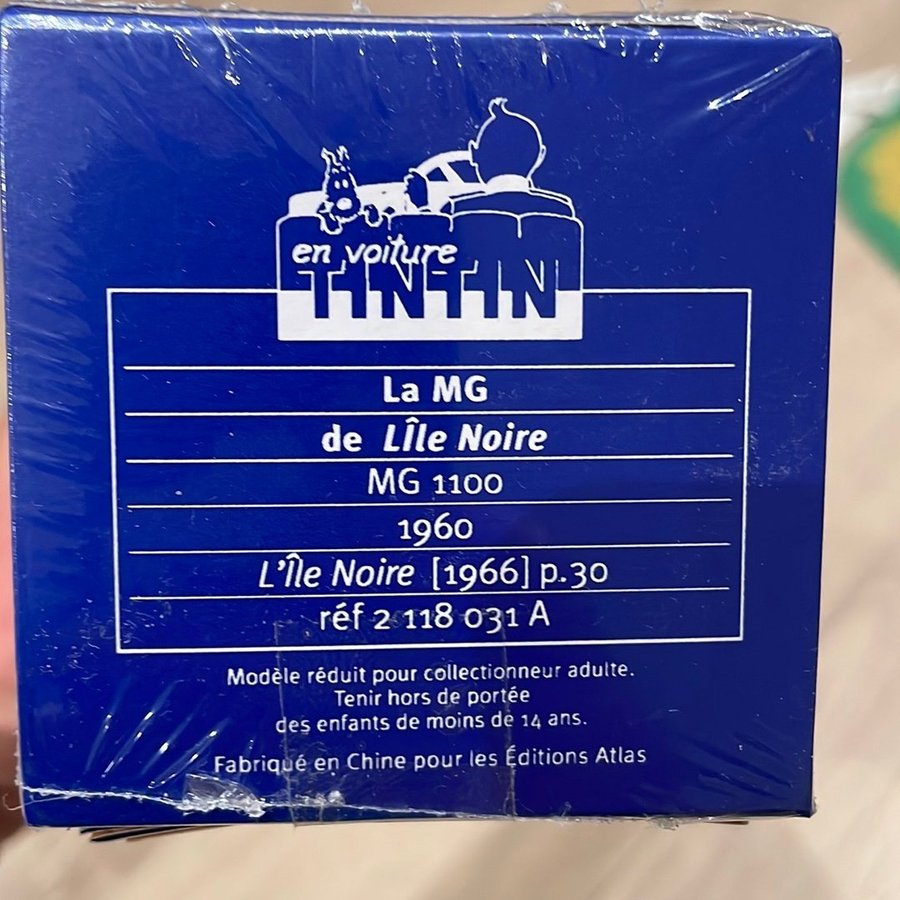 en voiture
TINTIN
La MG
de L'Île Noire
MG 1100
1960
L'Île Noire [1966] p.30
réf 2 118 031 A
Modèle réduit pour collectionneur adulte.
Tenir hors de portée
des enfants de moins de 14 ans.
Fabriqué en Chine pour les Éditions Atlas